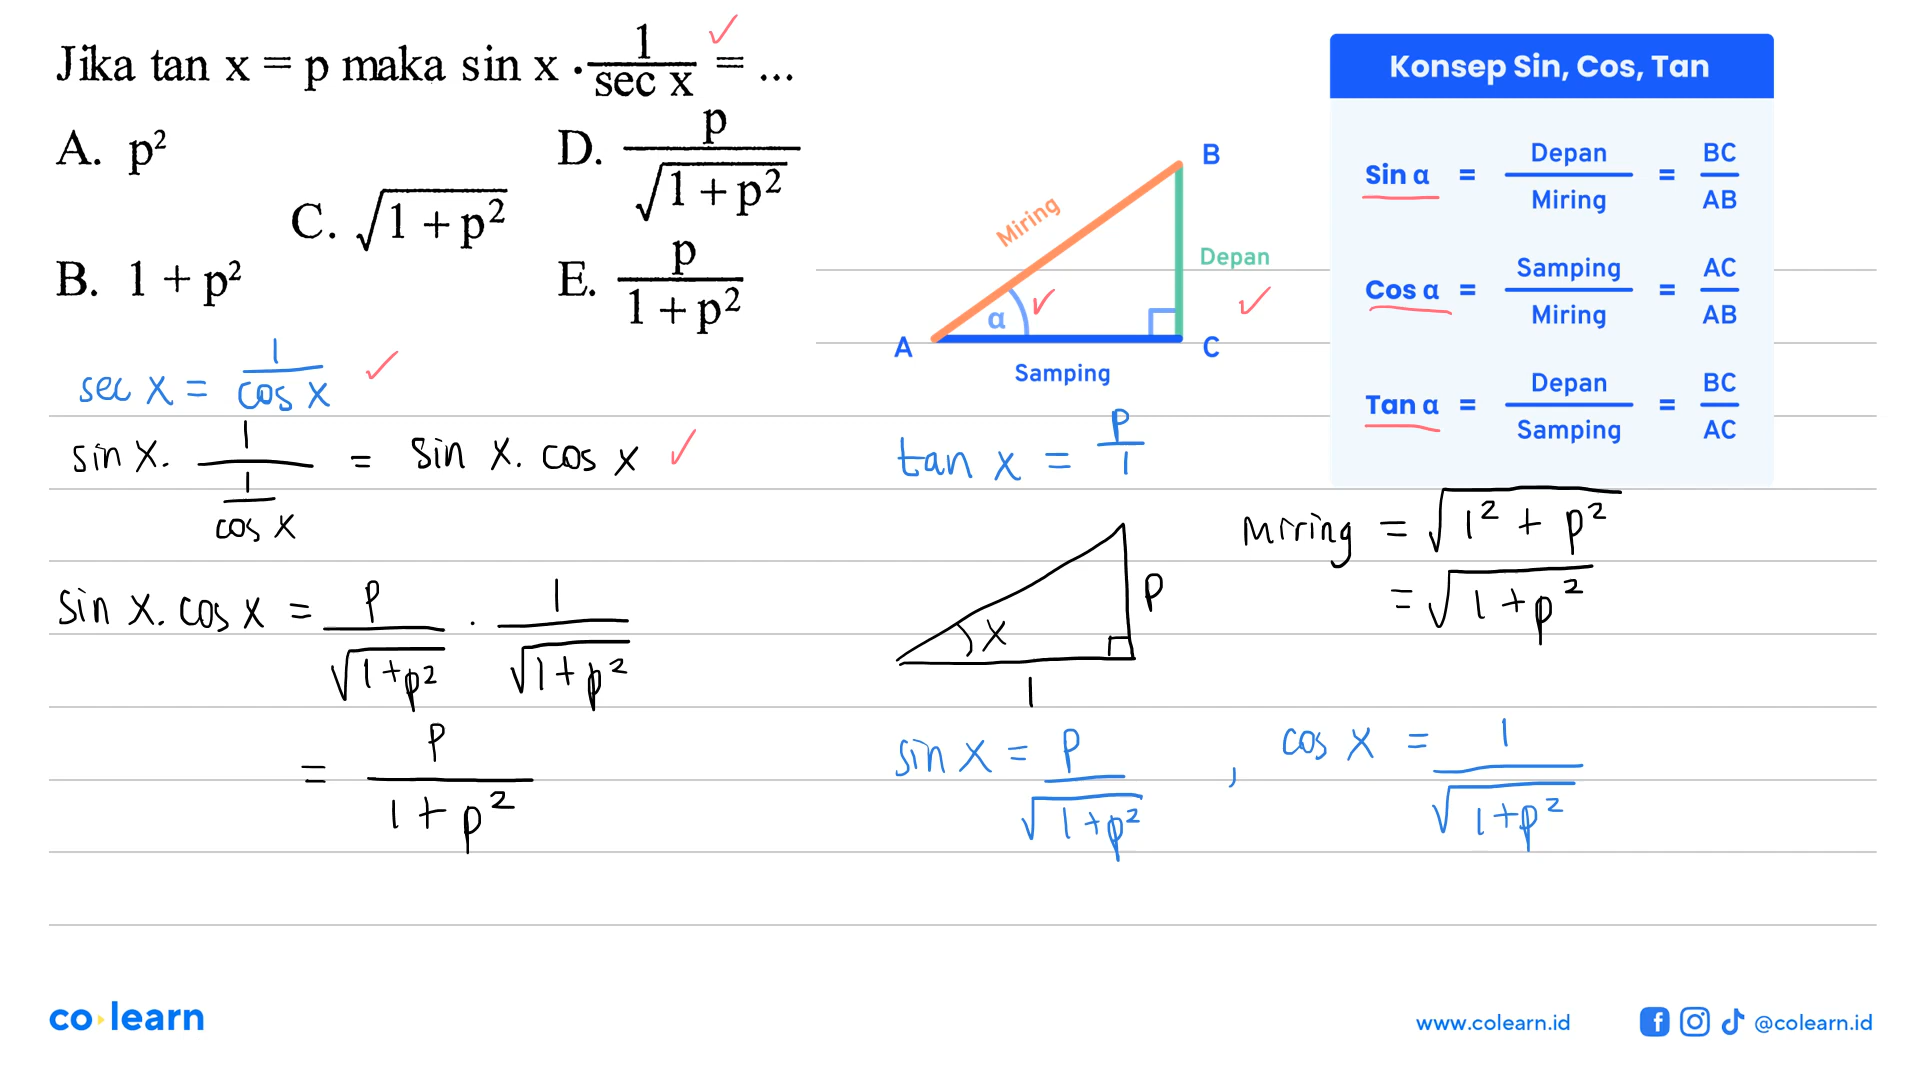 Jika tan x = p maka sin x · 1/sec x = ...
A. p²
B. 1 + p²
C. √(1 + p²)
D. p/√(1 + p²)
E. p/(1 + p²)
sec x = 1/cos x
sin x. 1/(1/cos x) = sin x. cos x
sin x. cos x = p/√(1+p²) . 1/√(1+p²)
= p/(1+p²)
B
Miring
Depan
α
A
C
Samping
tan x = p/1
p
x
1
Miring = √(1² + p²)
= √(1+p²)
sin x = p/√(1+p²) , cos x = 1/√(1+p²)
Konsep Sin, Cos, Tan
Sin α = Depan/Miring = BC/AB
Cos α = Samping/Miring = AC/AB
Tan α = Depan/Samping = BC/AC
co learn
www.colearn.id
@colearn.id